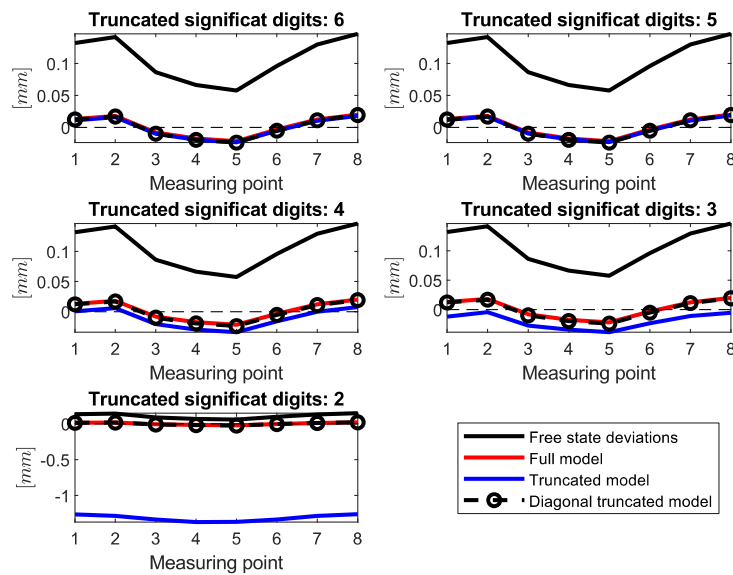 Truncated significat digits: 6
0.1
0.05
0
[mm]
1 2 3 4 5 6 7 8
Measuring point
Truncated significat digits: 5
0.1
0.05
0
[mm]
1 2 3 4 5 6 7 8
Measuring point
Truncated significat digits: 4
0.1
0.05
0
[mm]
1 2 3 4 5 6 7 8
Measuring point
Truncated significat digits: 3
0.1
0.05
0
[mm]
1 2 3 4 5 6 7 8
Measuring point
Truncated significat digits: 2
0
-0.5
-1
[mm]
1 2 3 4 5 6 7 8
Measuring point
Free state deviations
Full model
Truncated model
Diagonal truncated model